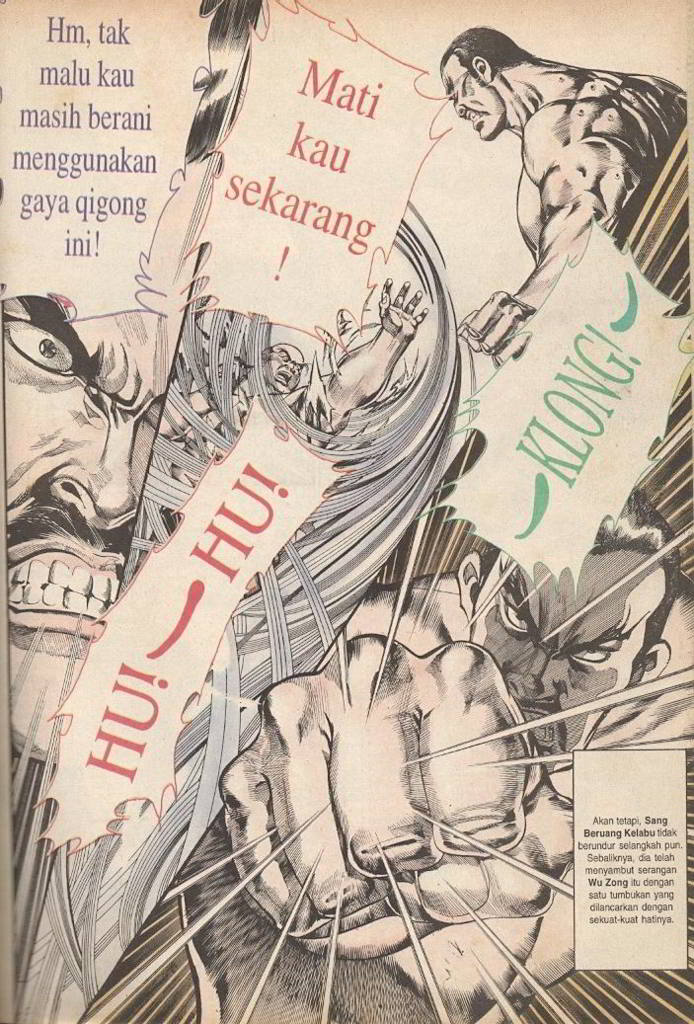 Hm, tak
malu kau
masih berani
menggunakan
gaya qigong
ini!
Mati
kau
sekarang
!
~KLONG!~
HU! ~ HU!
Akan tetapi, Sang
Beruang Kelabu tidak
berundur selangkah pun.
Sebaliknya, dia telah
menyambut serangan
Wu Zong itu dengan
satu tumbukan yang
dilancarkan dengan
sekuat-kuat hatinya.